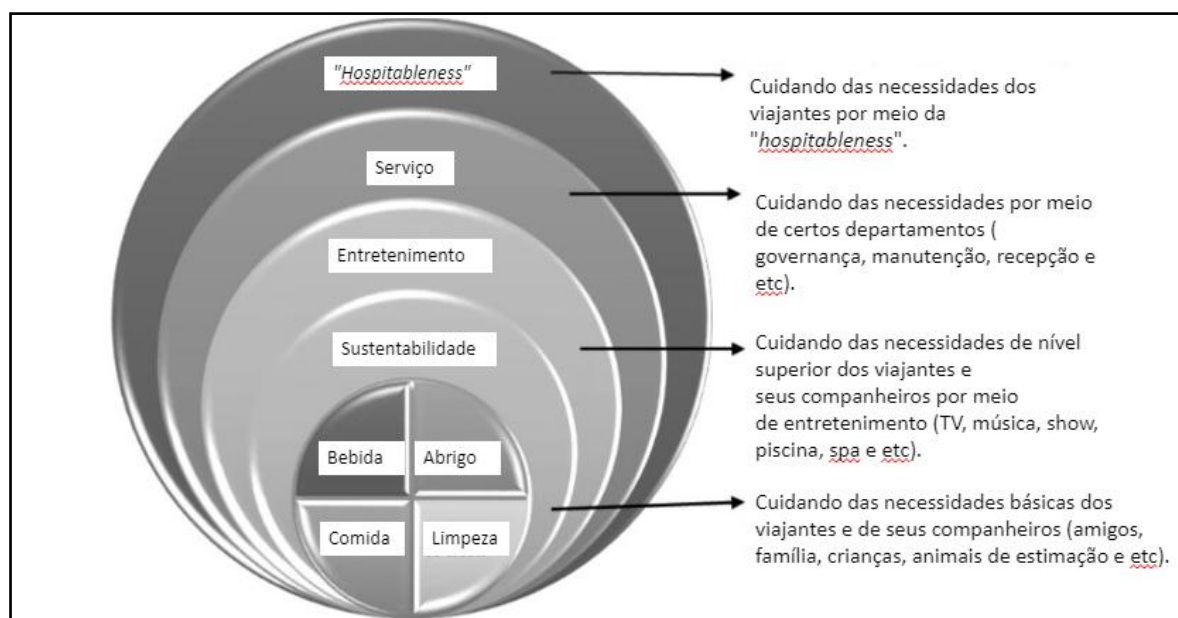 "Hospitableness"
Cuidando das necessidades dos
viajantes por meio da
"hospitableness".
Serviço
Cuidando das necessidades por meio
de certos departamentos (
governança, manutenção, recepção e
etc).
Entretenimento
Cuidando das necessidades de nível
superior dos viajantes e
seus companheiros por meio
de entretenimento (TV, música, show,
piscina, spa e etc).
Sustentabilidade
Cuidando das necessidades básicas dos
viajantes e de seus companheiros (amigos,
família, crianças, animais de estimação e etc).
Bebida
Abrigo
Comida
Limpeza